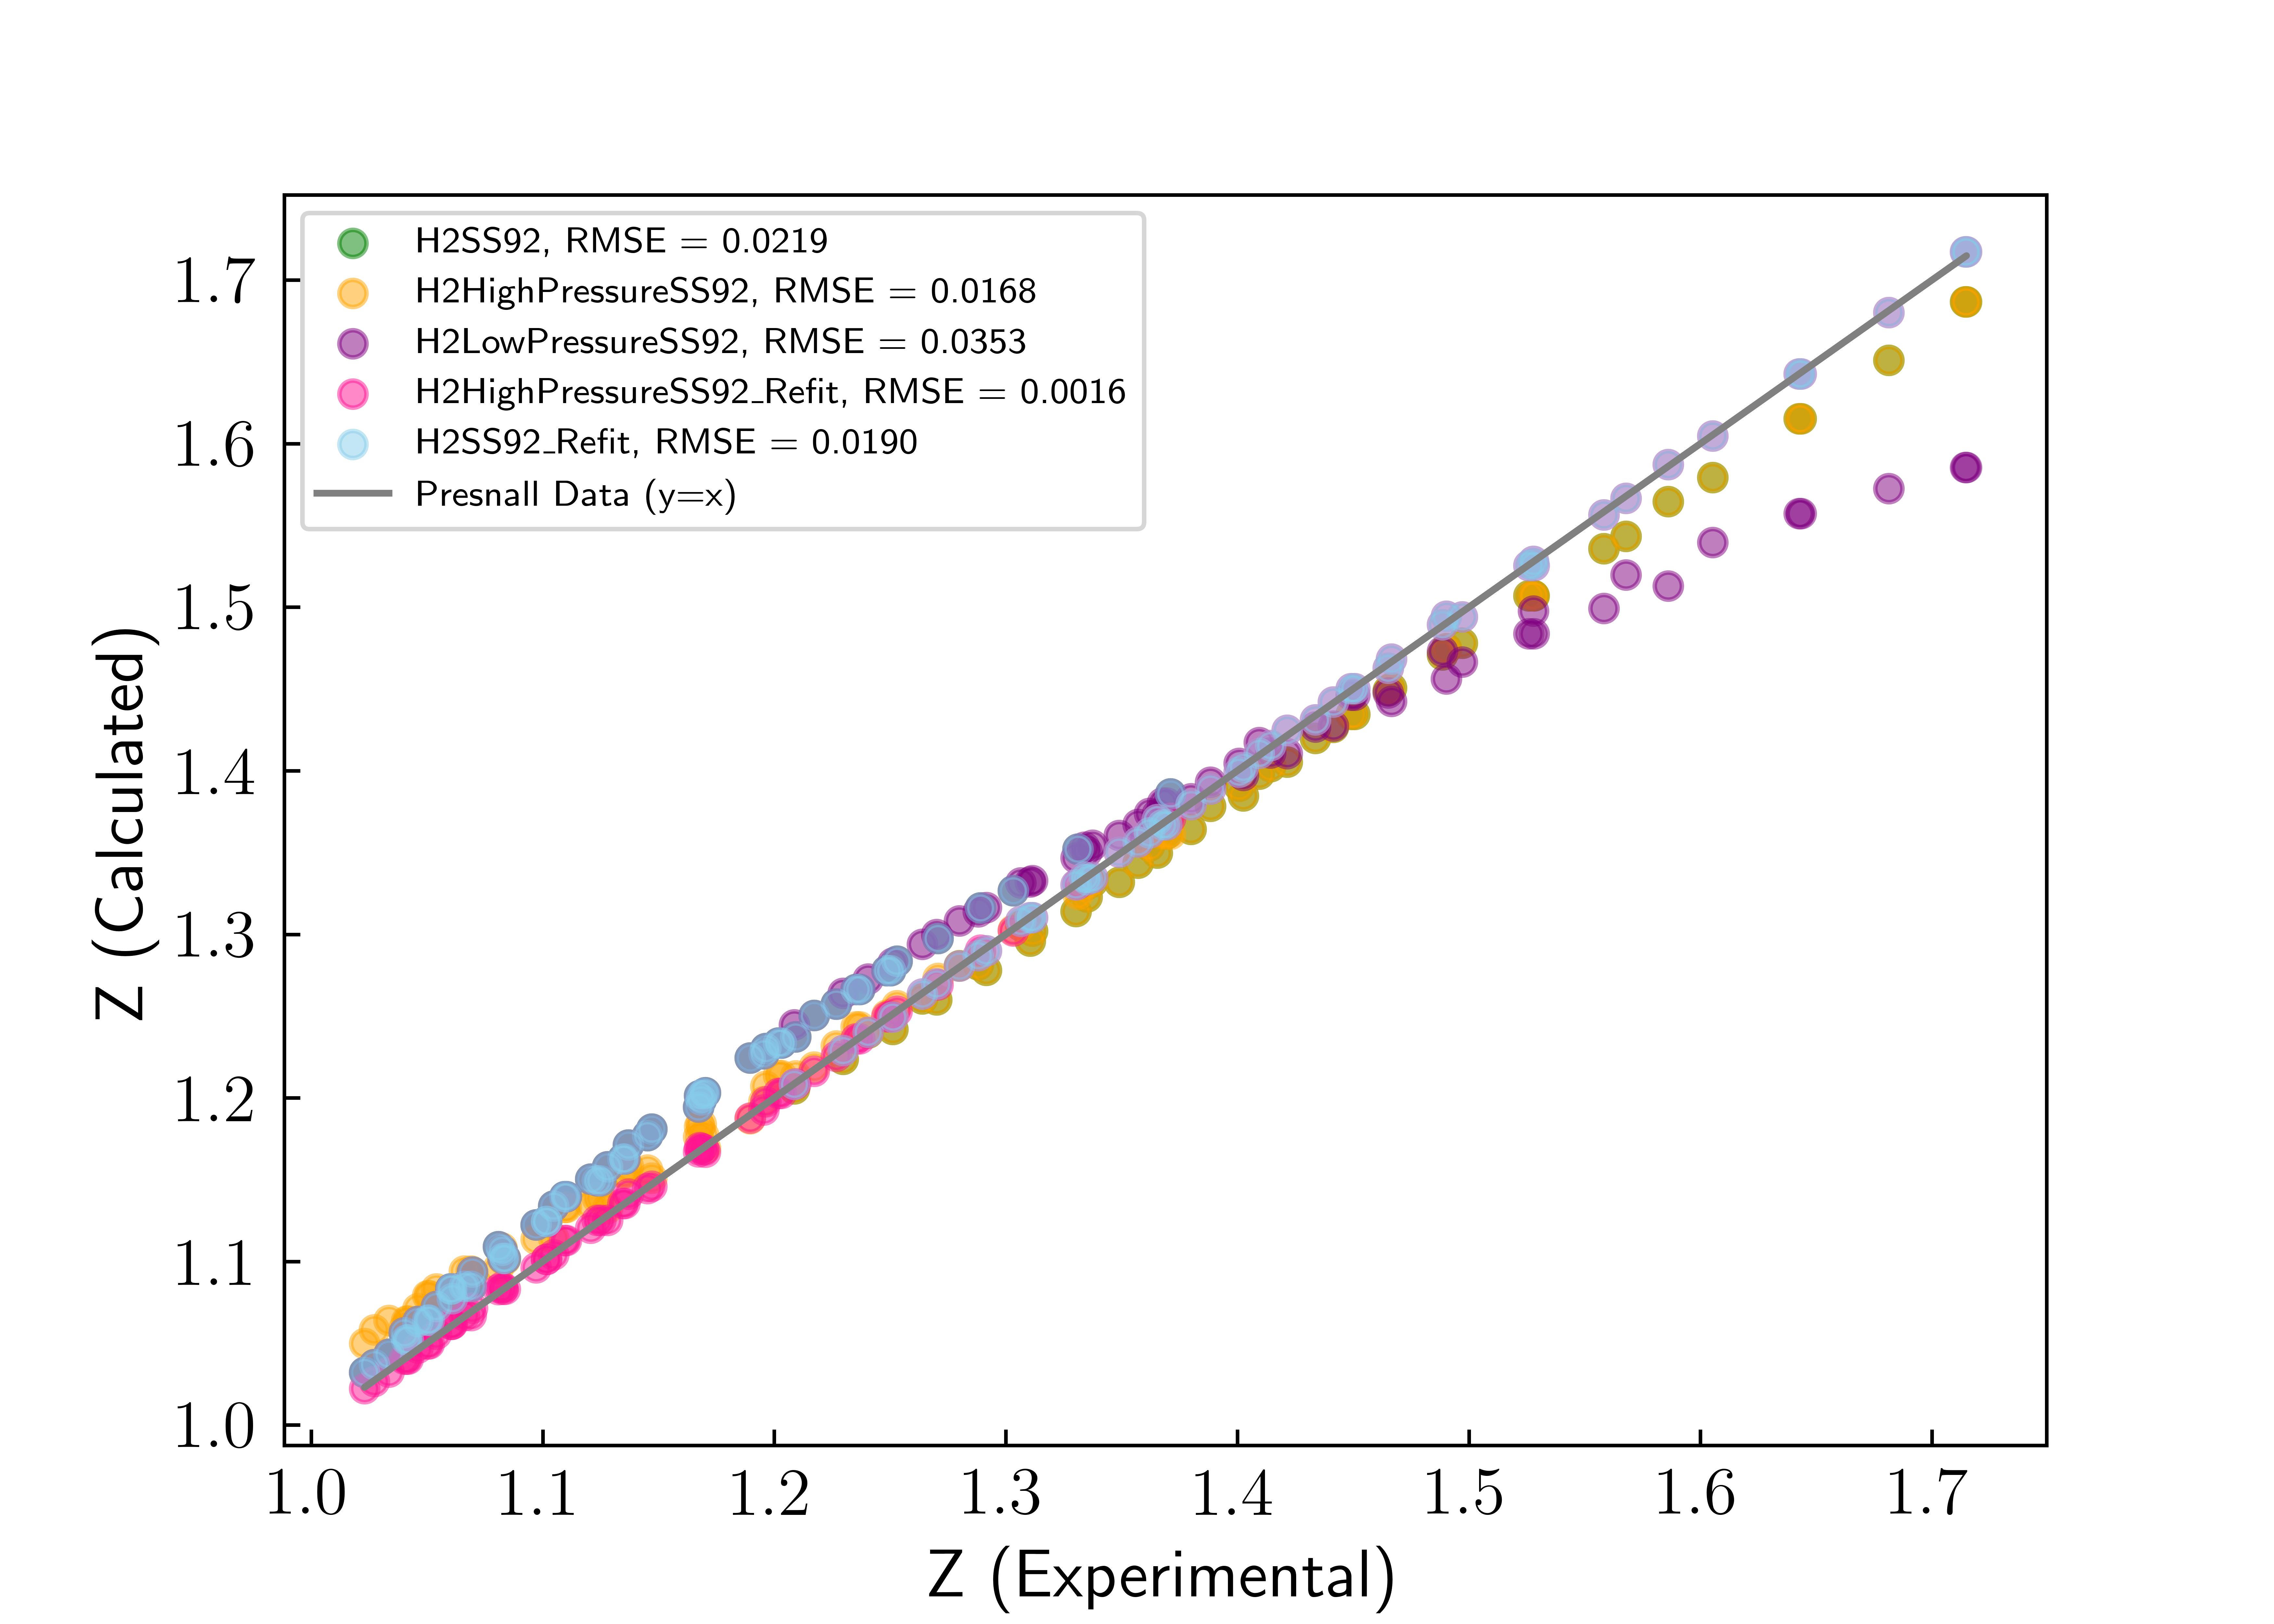 H2SS92, RMSE = 0.0219
H2HighPressureSS92, RMSE = 0.0168
H2LowPressureSS92, RMSE = 0.0353
H2HighPressureSS92_Refit, RMSE = 0.0016
H2SS92_Refit, RMSE = 0.0190
Presnall Data (y=x)
Z (Calculated)
1.7
1.6
1.5
1.4
1.3
1.2
1.1
1.0
1.0 1.1 1.2 1.3 1.4 1.5 1.6 1.7
Z (Experimental)